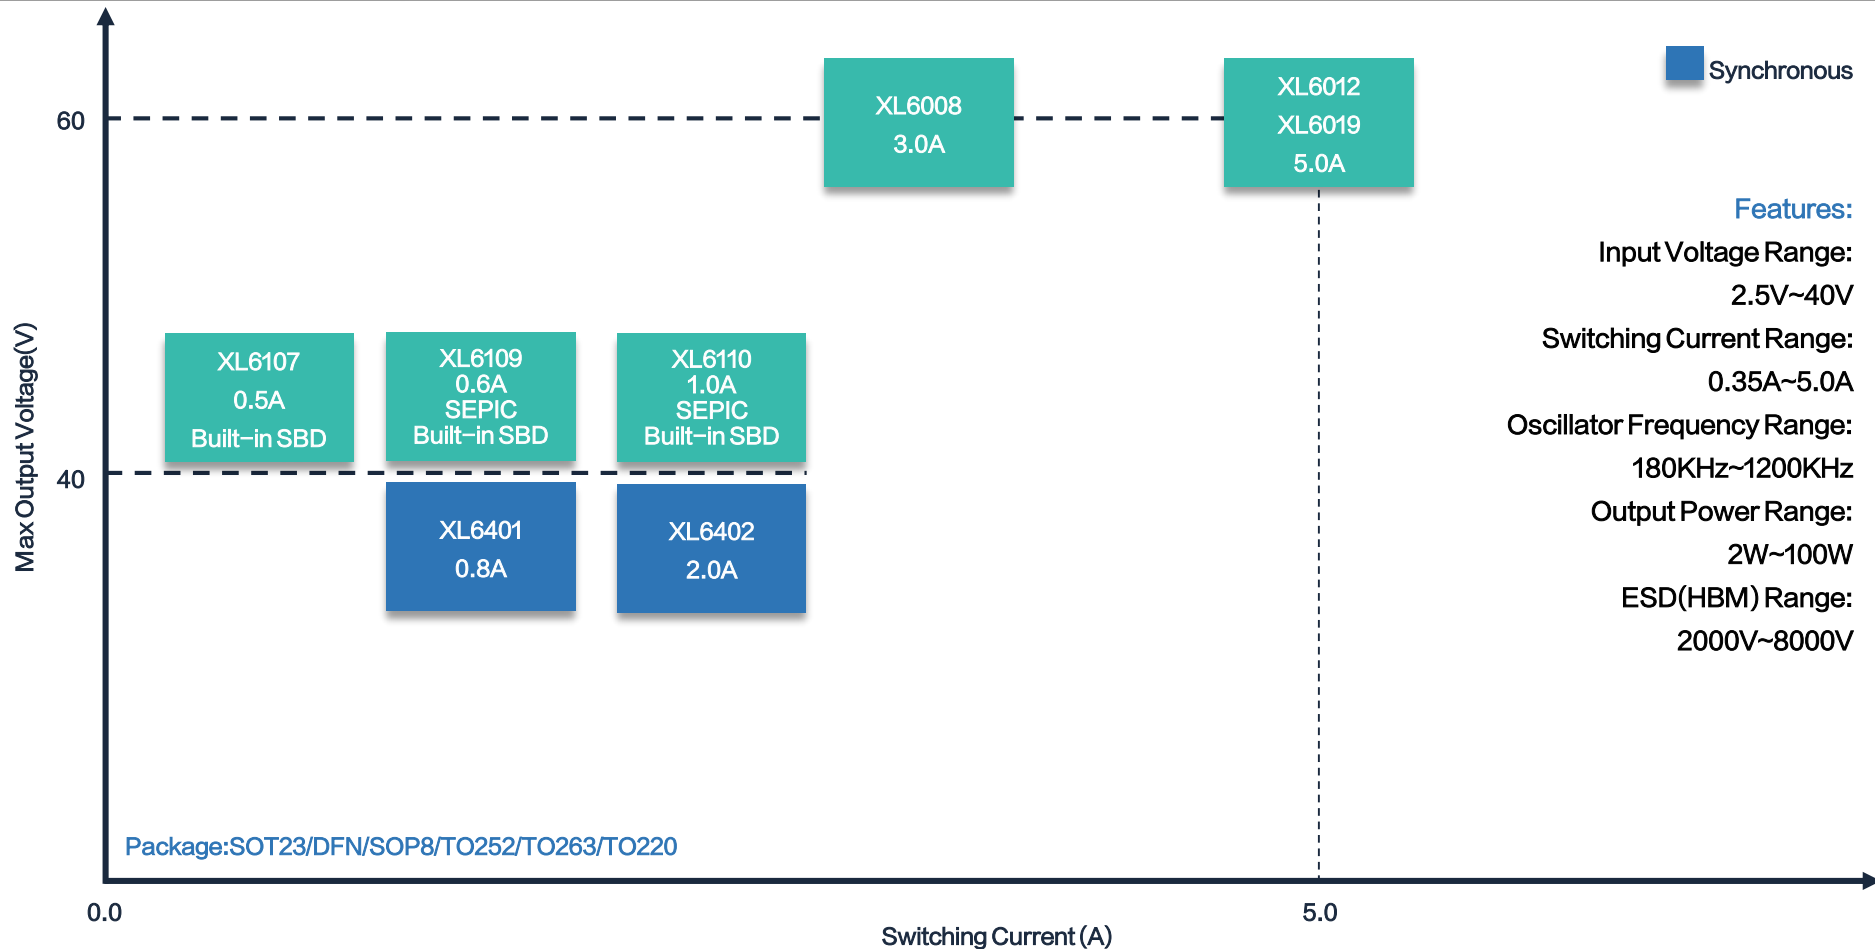 Synchronous
60
XL6008
3.0A
XL6012
XL6019
5.0A
Features:
Input Voltage Range:
2.5V~40V
Switching Current Range:
0.35A~5.0A
Oscillator Frequency Range:
180KHz~1200KHz
Output Power Range:
2W~100W
ESD(HBM) Range:
2000V~8000V
Max Output Voltage(V)
XL6107
0.5A
Built-in SBD
XL6109
0.6A
SEPIC
Built-in SBD
XL6110
1.0A
SEPIC
Built-in SBD
40
XL6401
0.8A
XL6402
2.0A
Package:SOT23/DFN/SOP8/TO252/TO263/TO220
0.0
5.0
Switching Current (A)